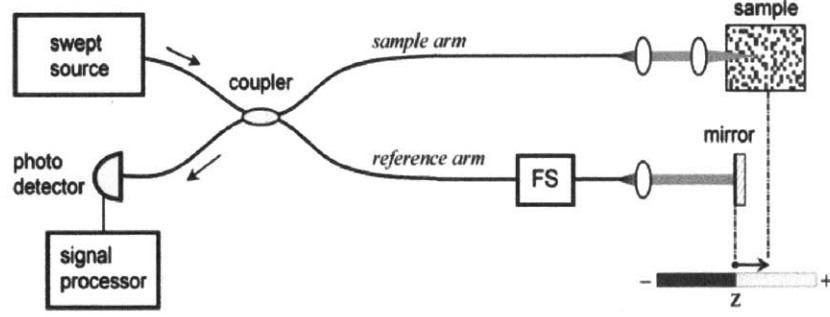 sample
swept
source
sample arm
coupler
mirror
photo
detector
reference arm
FS
signal
processor
-
+
z